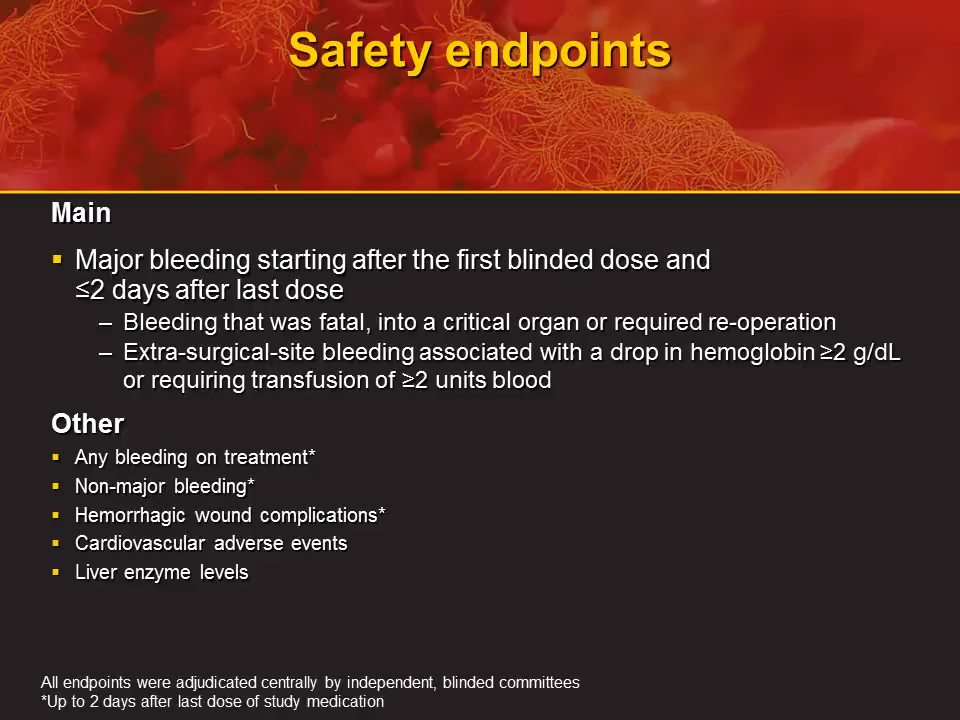 Safety endpoints
Main
▪ Major bleeding starting after the first blinded dose and
≤2 days after last dose
– Bleeding that was fatal, into a critical organ or required re-operation
– Extra-surgical-site bleeding associated with a drop in hemoglobin ≥2 g/dL
or requiring transfusion of ≥2 units blood
Other
▪ Any bleeding on treatment*
▪ Non-major bleeding*
▪ Hemorrhagic wound complications*
▪ Cardiovascular adverse events
▪ Liver enzyme levels
All endpoints were adjudicated centrally by independent, blinded committees
*Up to 2 days after last dose of study medication